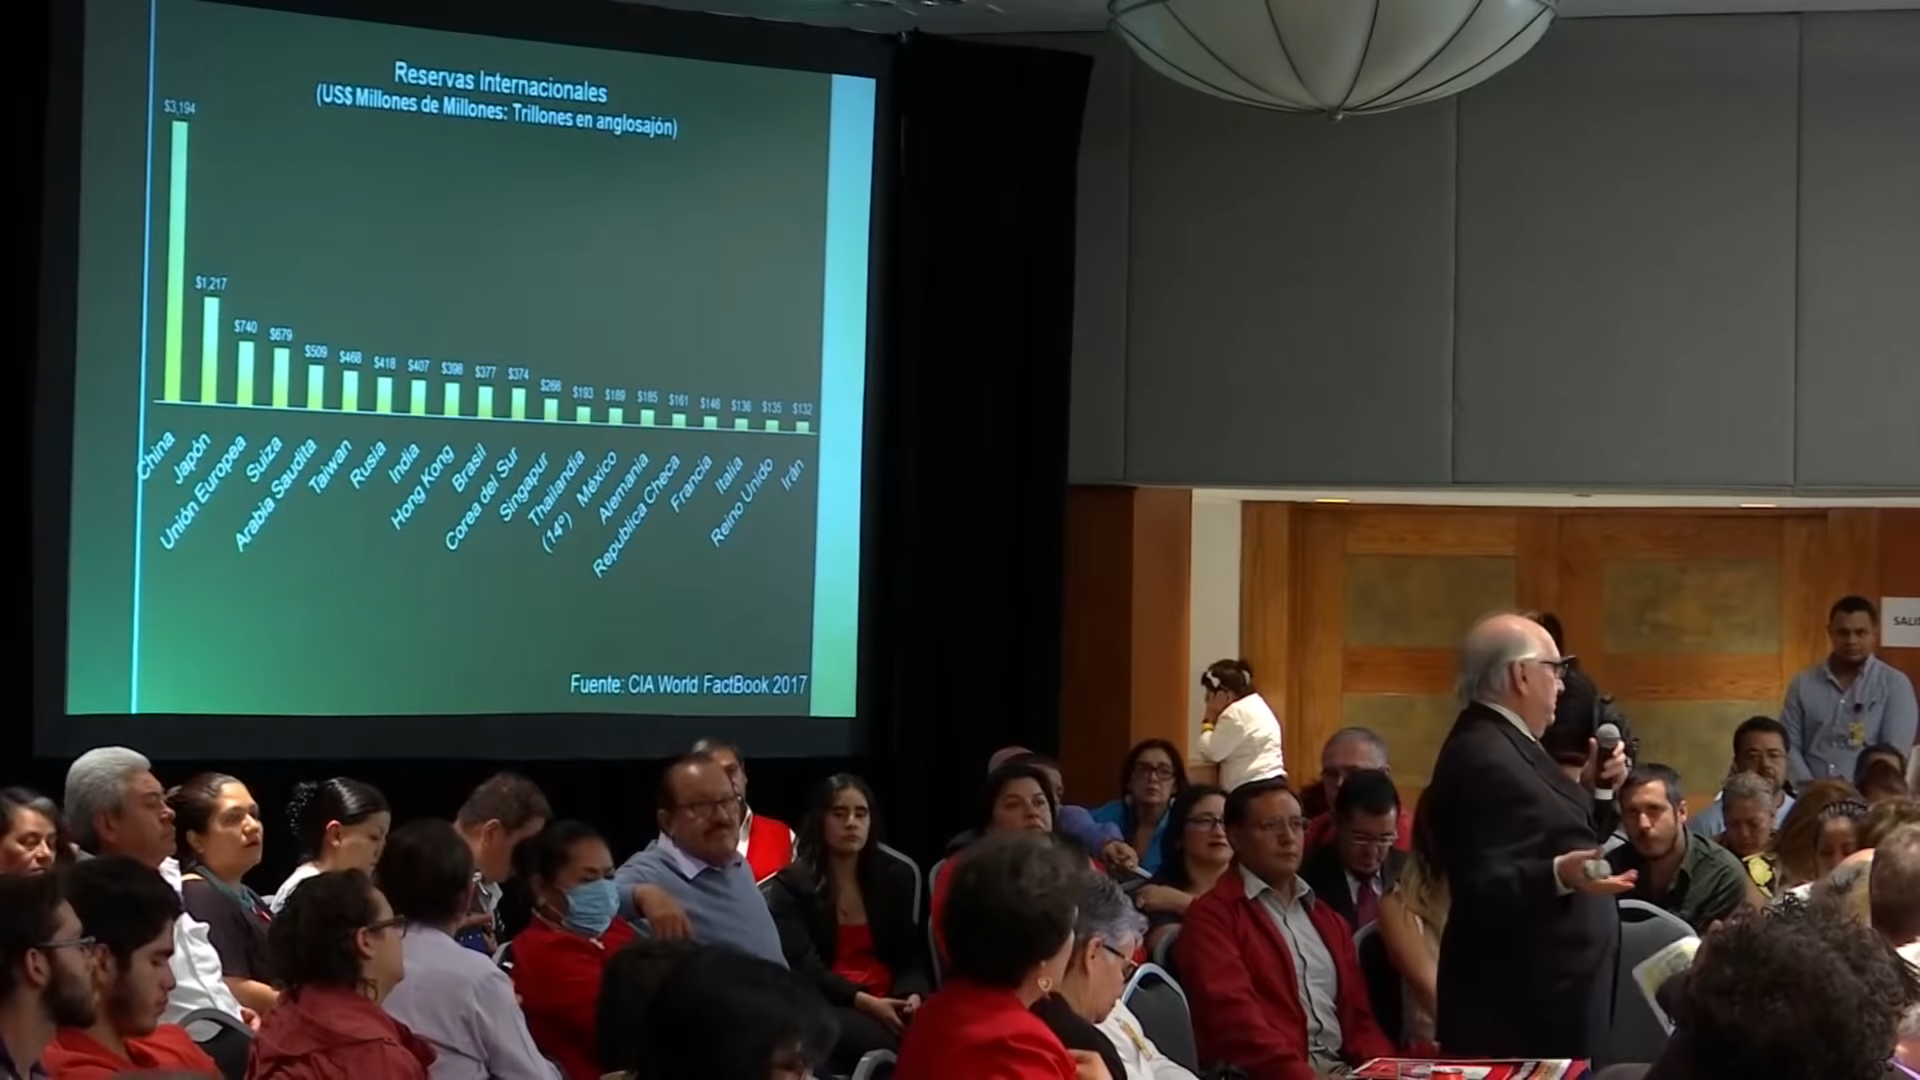 Reservas Internacionales
(US$ Millones de Millones: Trillones en anglosajón)
$3,194
$1,217
$740
$679
$509
$468
$418
$407
$398
$377
$374
$266
$193
$189
$185
$161
$146
$136
$135
$132
China
Japón
Unión Europea
Suiza
Arabia Saudita
Taiwan
Rusia
India
Hong Kong
Brasil
Corea del Sur
Singapur
Thailandia
(14º) México
Alemania
Republica Checa
Francia
Italia
Reino Unido
Irán
Fuente: CIA World FactBook 2017